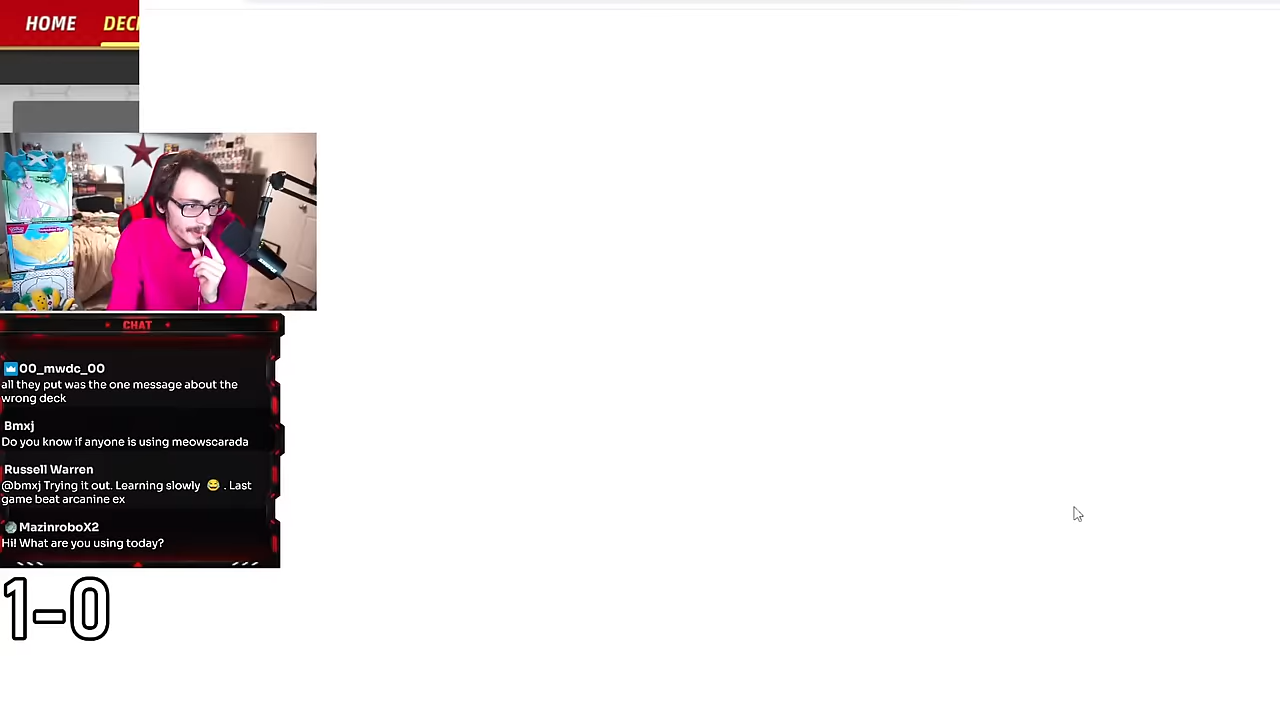 HOME DEC
CHAT
00_mwdc_00
all they put was the one message about the
wrong deck
Bmxj
Do you know if anyone is using meowscarada
Russell Warren
@bmxj Trying it out. Learning slowly 😂 . Last
game beat arcanine ex
MazinroboX2
Hi! What are you using today?
1-0